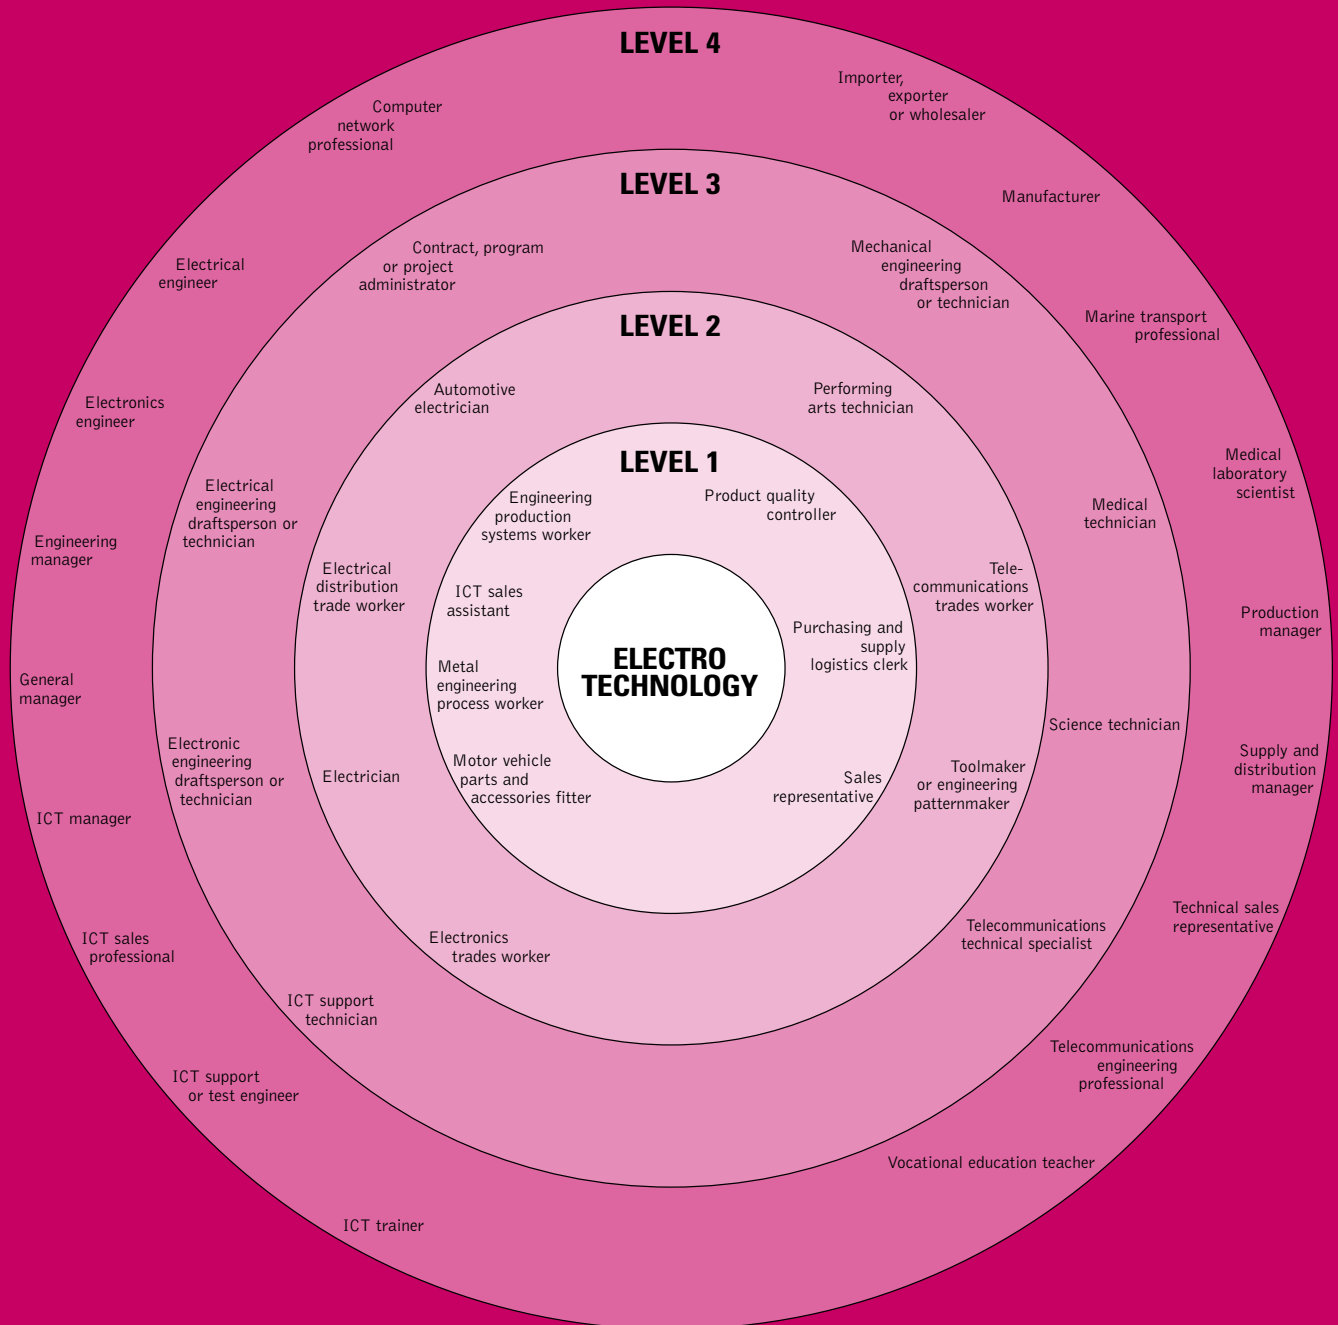 LEVEL 4
Computer
network
professional
Electrical
engineer
Electronics
engineer
Engineering
manager
General
manager
ICT manager
ICT sales
professional
ICT support
or test engineer
ICT trainer
Importer,
exporter
or wholesaler
Manufacturer
Marine transport
professional
Medical
laboratory
scientist
Production
manager
Supply and
distribution
manager
Technical sales
representative
Telecommunications
engineering
professional
Vocational education teacher
LEVEL 3
Contract, program
or project
administrator
Electrical
engineering
draftsperson or
technician
Electronic
engineering
draftsperson or
technician
ICT support
technician
Mechanical
engineering
draftsperson
or technician
Medical
technician
Science technician
Telecommunications
technical specialist
LEVEL 2
Automotive
electrician
Electrical
distribution
trade worker
Electrician
Electronics
trades worker
Performing
arts technician
Tele-
communications
trades worker
Toolmaker
or engineering
patternmaker
LEVEL 1
Engineering
production
systems worker
ICT sales
assistant
Metal
engineering
process worker
Motor vehicle
parts and
accessories fitter
Product quality
controller
Purchasing and
supply
logistics clerk
Sales
representative
ELECTRO
TECHNOLOGY